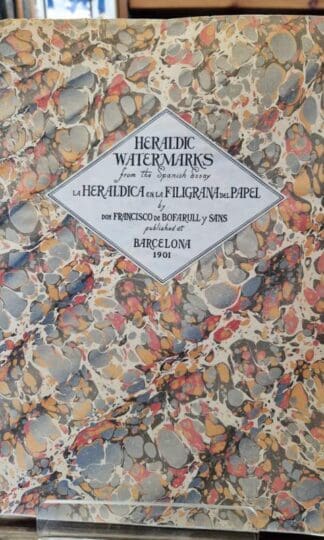 HERALDIC
WATERMARKS
from the Spanish Essay
LA HERALDICA EN LA FILIGRANA DEL PAPEL
by
DON FRANCISCO DE BOFARULL Y SANS
published at
BARCELONA
1901